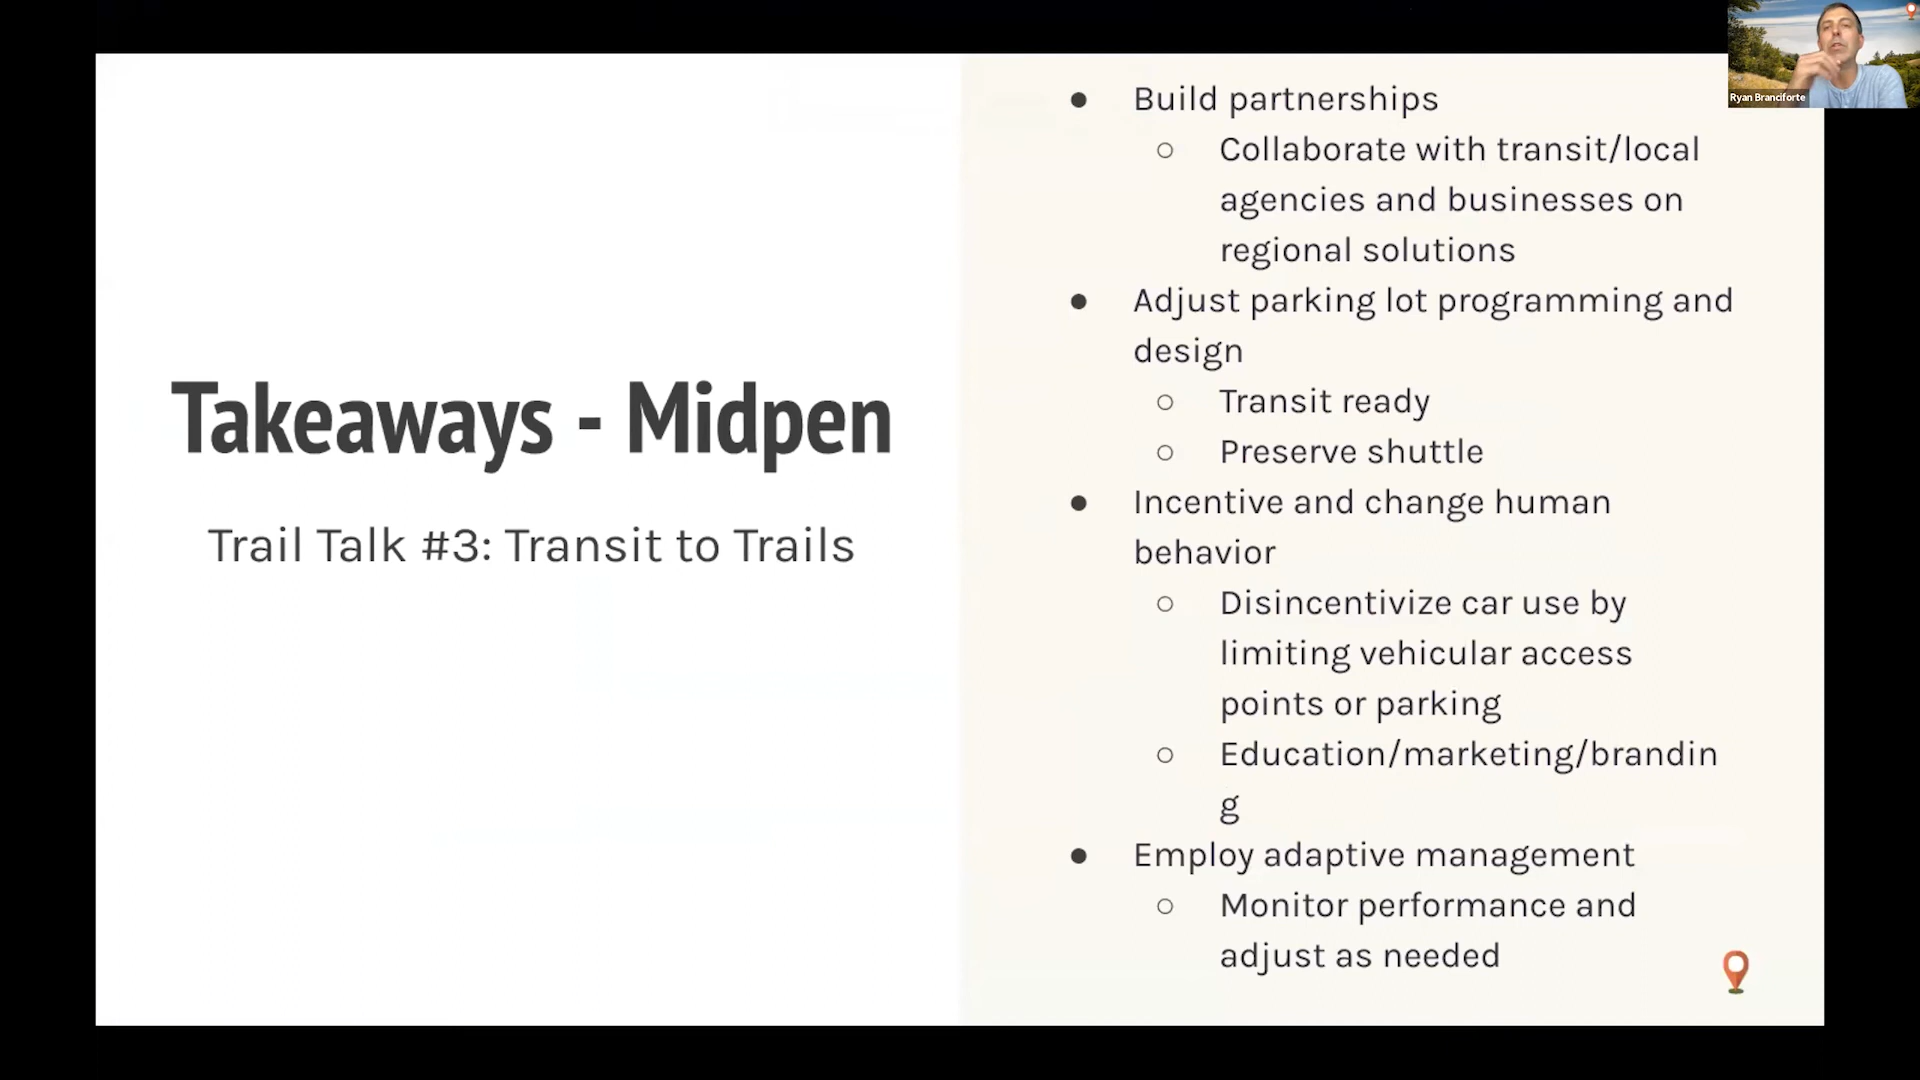 Takeaways - Midpen
Trail Talk #3: Transit to Trails
● Build partnerships
○ Collaborate with transit/local
agencies and businesses on
regional solutions
● Adjust parking lot programming and
design
○ Transit ready
○ Preserve shuttle
● Incentive and change human
behavior
○ Disincentivize car use by
limiting vehicular access
points or parking
○ Education/marketing/brandin
g
● Employ adaptive management
○ Monitor performance and
adjust as needed
Ryan Branciforte